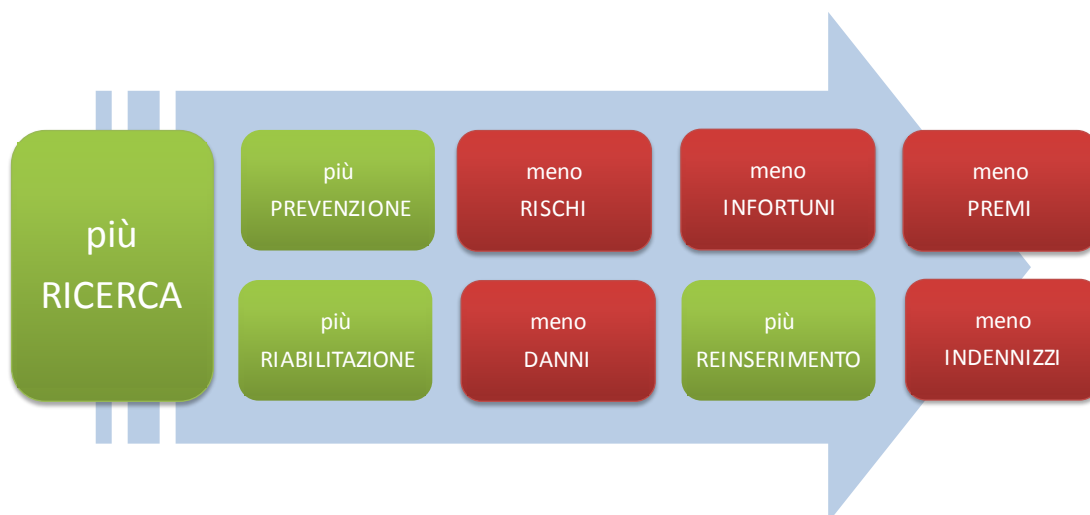 più
RICERCA
più
PREVENZIONE
meno
RISCHI
meno
INFORTUNI
meno
PREMI
più
RIABILITAZIONE
meno
DANNI
più
REINSERIMENTO
meno
INDENNIZZI